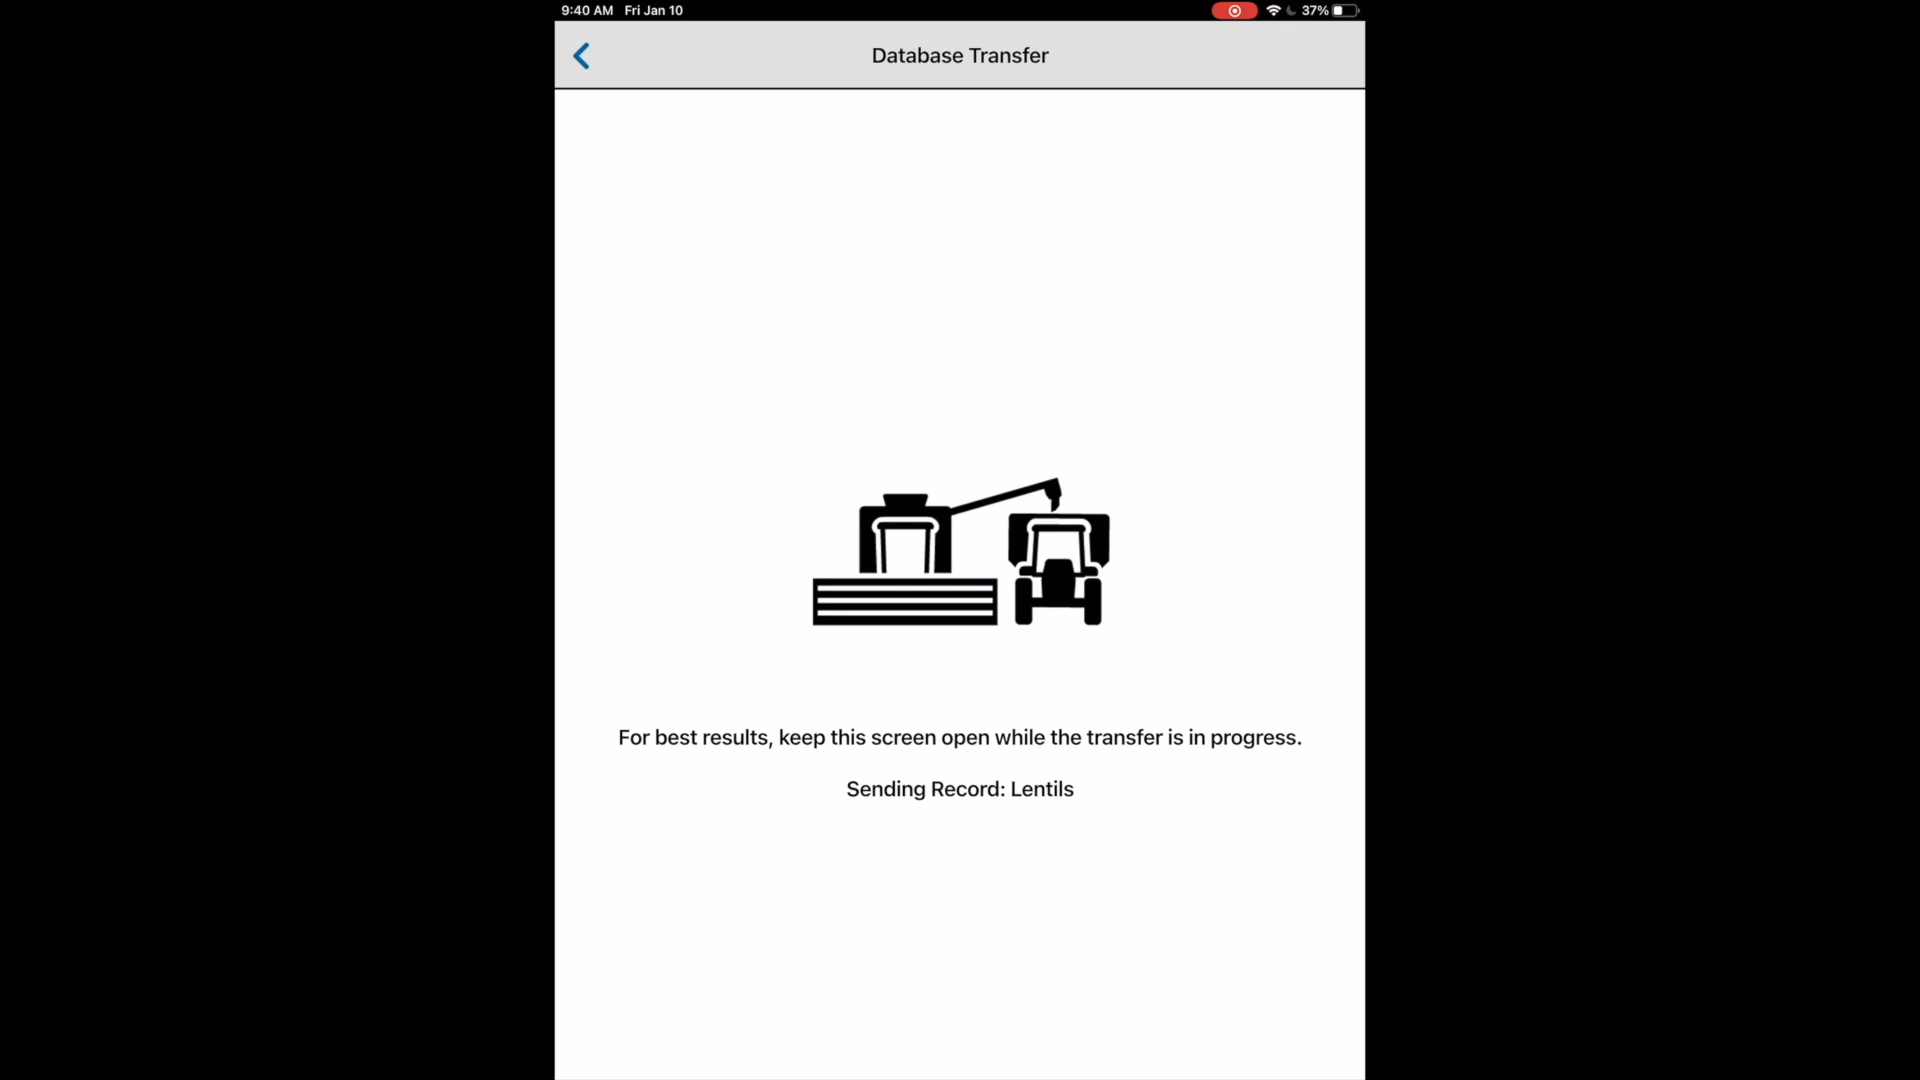 9:40 AM Fri Jan 10 37%
Database Transfer
For best results, keep this screen open while the transfer is in progress.
Sending Record: Lentils